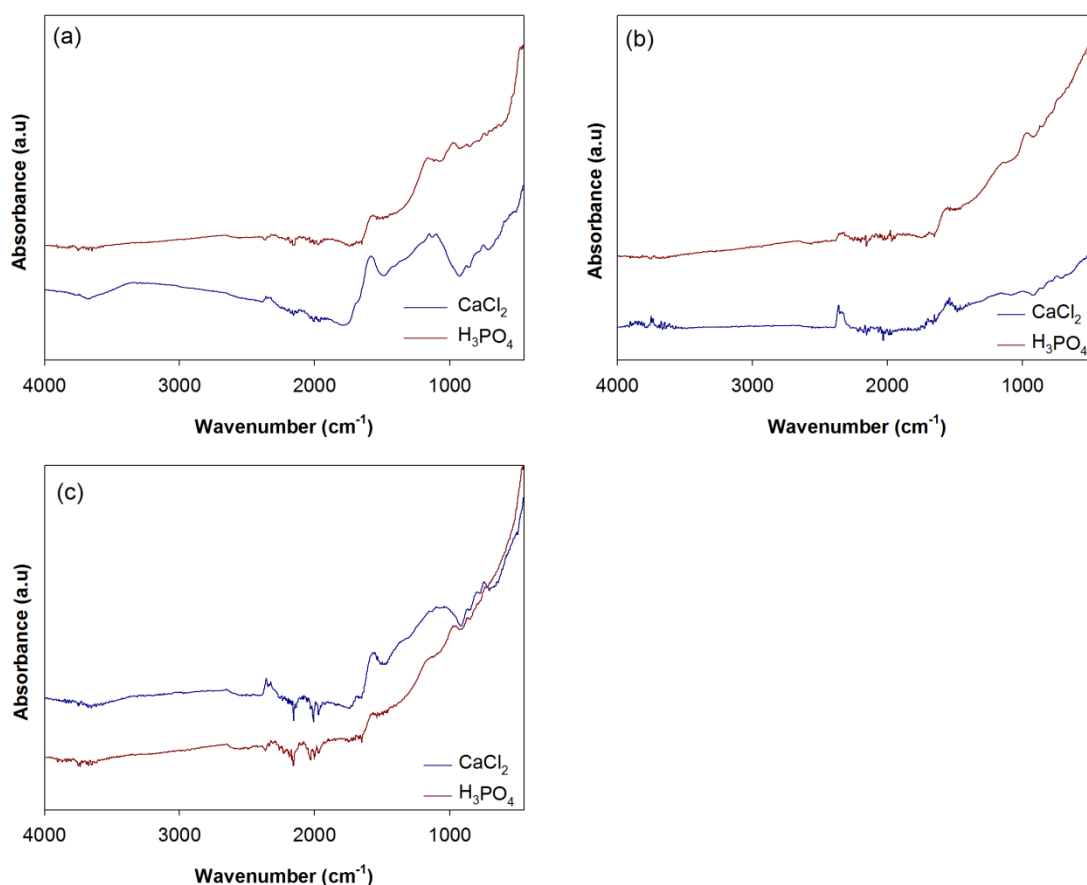 (a)
Absorbance (a.u)
CaCl₂
H₃PO₄
4000 3000 2000 1000
Wavenumber (cm⁻¹)
(b)
Absorbance (a.u)
CaCl₂
H₃PO₄
4000 3000 2000 1000
Wavenumber (cm⁻¹)
(c)
Absorbance (a.u)
CaCl₂
H₃PO₄
4000 3000 2000 1000
Wavenumber (cm⁻¹)